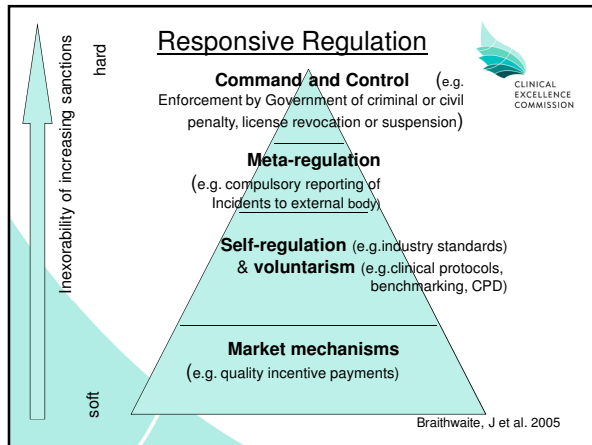 Responsive Regulation
CLINICAL
EXCELLENCE
COMMISSION
Inexorability of increasing sanctions
hard
soft
Command and Control (e.g.
Enforcement by Government of criminal or civil
penalty, license revocation or suspension)
Meta-regulation
(e.g. compulsory reporting of
Incidents to external body)
Self-regulation (e.g.industry standards)
& voluntarism (e.g.clinical protocols,
benchmarking, CPD)
Market mechanisms
(e.g. quality incentive payments)
Braithwaite, J et al. 2005